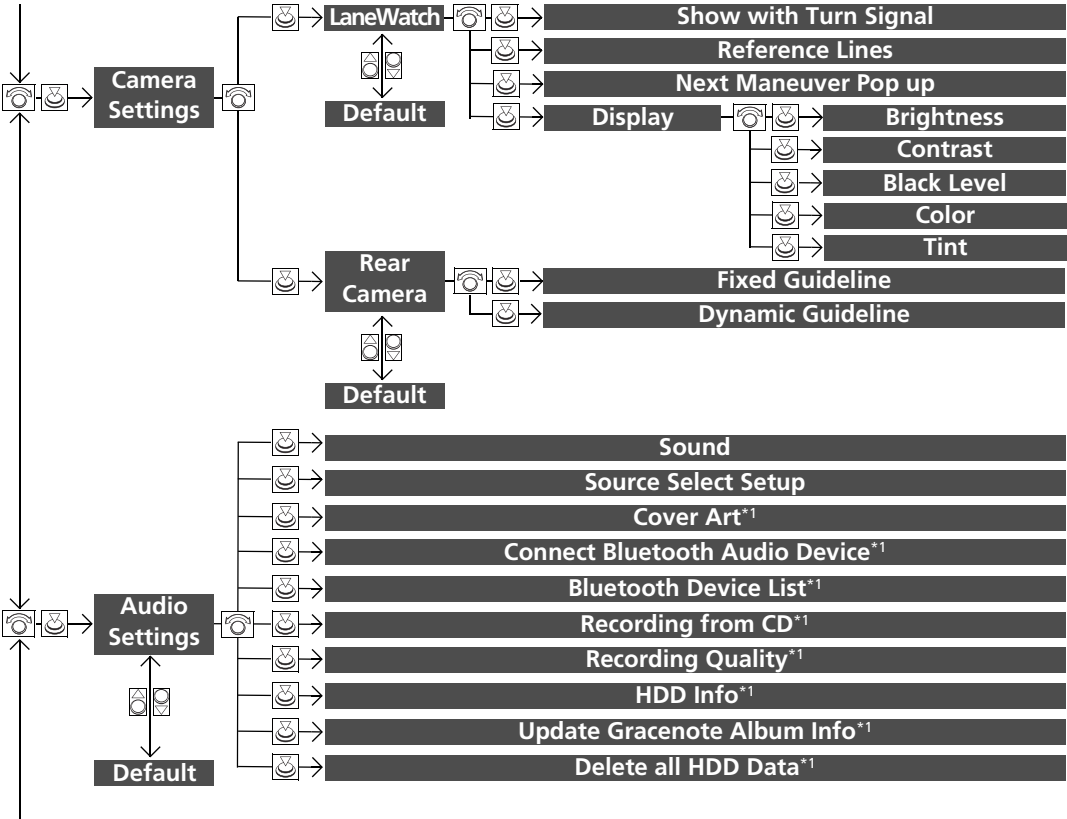 LaneWatch
Show with Turn Signal
Reference Lines
Camera
Settings
Next Maneuver Pop up
Default
Display
Brightness
Contrast
Black Level
Color
Tint
Rear
Camera
Fixed Guideline
Dynamic Guideline
Default
Sound
Source Select Setup
Cover Art*1
Connect Bluetooth Audio Device*1
Bluetooth Device List*1
Audio
Settings
Recording from CD*1
Recording Quality*1
HDD Info*1
Update Gracenote Album Info*1
Default
Delete all HDD Data*1